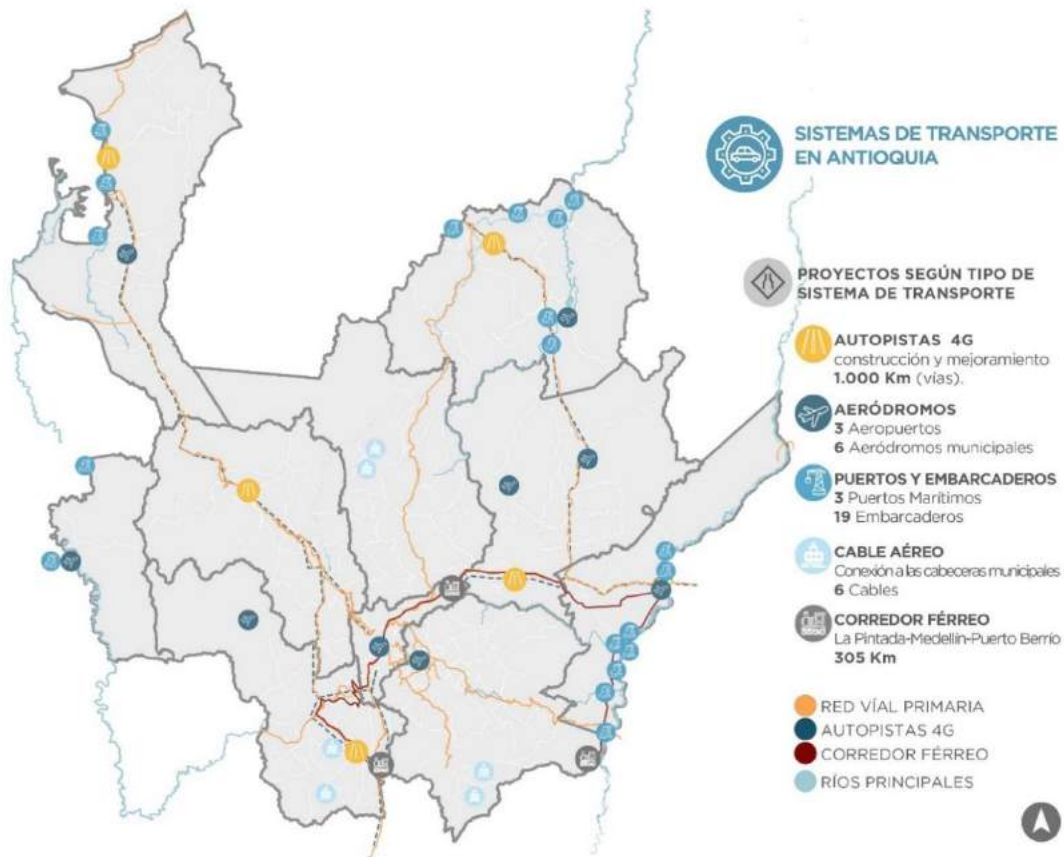 SISTEMAS DE TRANSPORTE
EN ANTIOQUIA
PROYECTOS SEGÚN TIPO DE
SISTEMA DE TRANSPORTE
AUTOPISTAS 4G
construcción y mejoramiento
1.000 Km (vías).
AERÓDROMOS
3 Aeropuertos
6 Aeródromos municipales
PUERTOS Y EMBARCADEROS
3 Puertos Marítimos
19 Embarcaderos
CABLE AÉREO
Conexión a las cabeceras municipales
6 Cables
CORREDOR FÉRREO
La Pintada-Medellín-Puerto Berrío
305 Km
RED VÍAL PRIMARIA
AUTOPISTAS 4G
CORREDOR FÉRREO
RÍOS PRINCIPALES